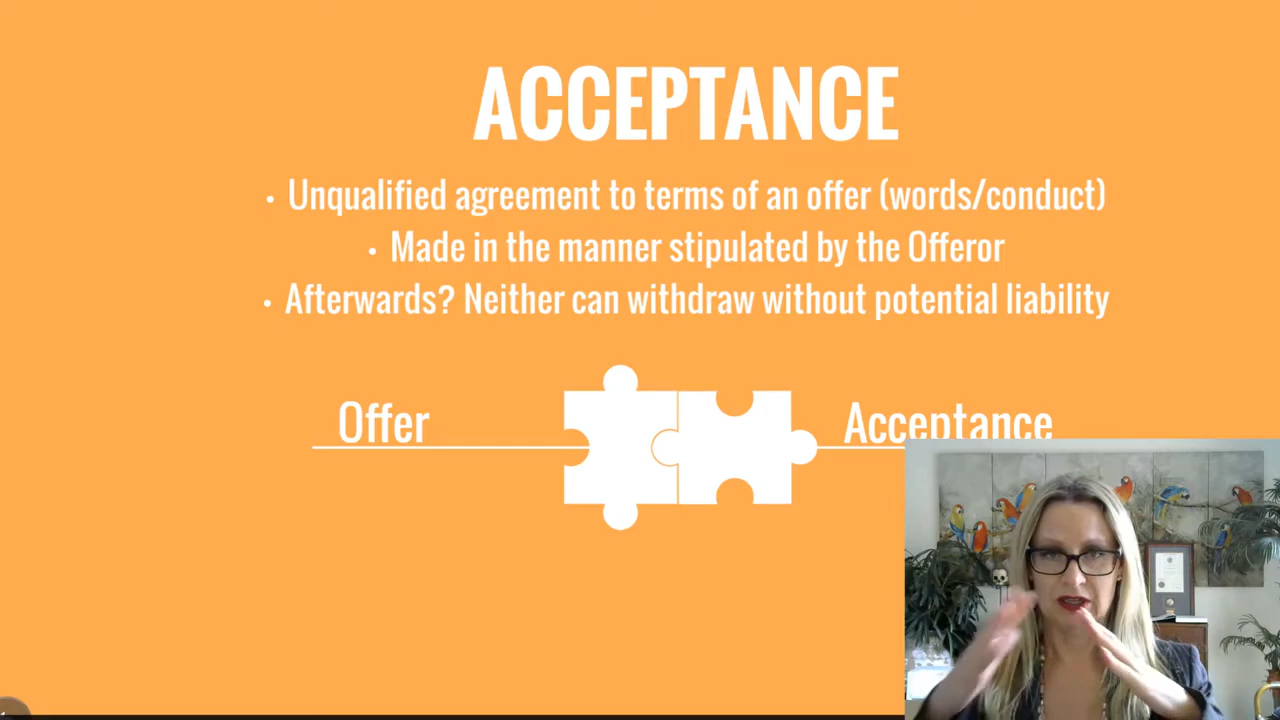 ACCEPTANCE
• Unqualified agreement to terms of an offer (words/conduct)
• Made in the manner stipulated by the Offeror
• Afterwards? Neither can withdraw without potential liability
Offer
Acceptance